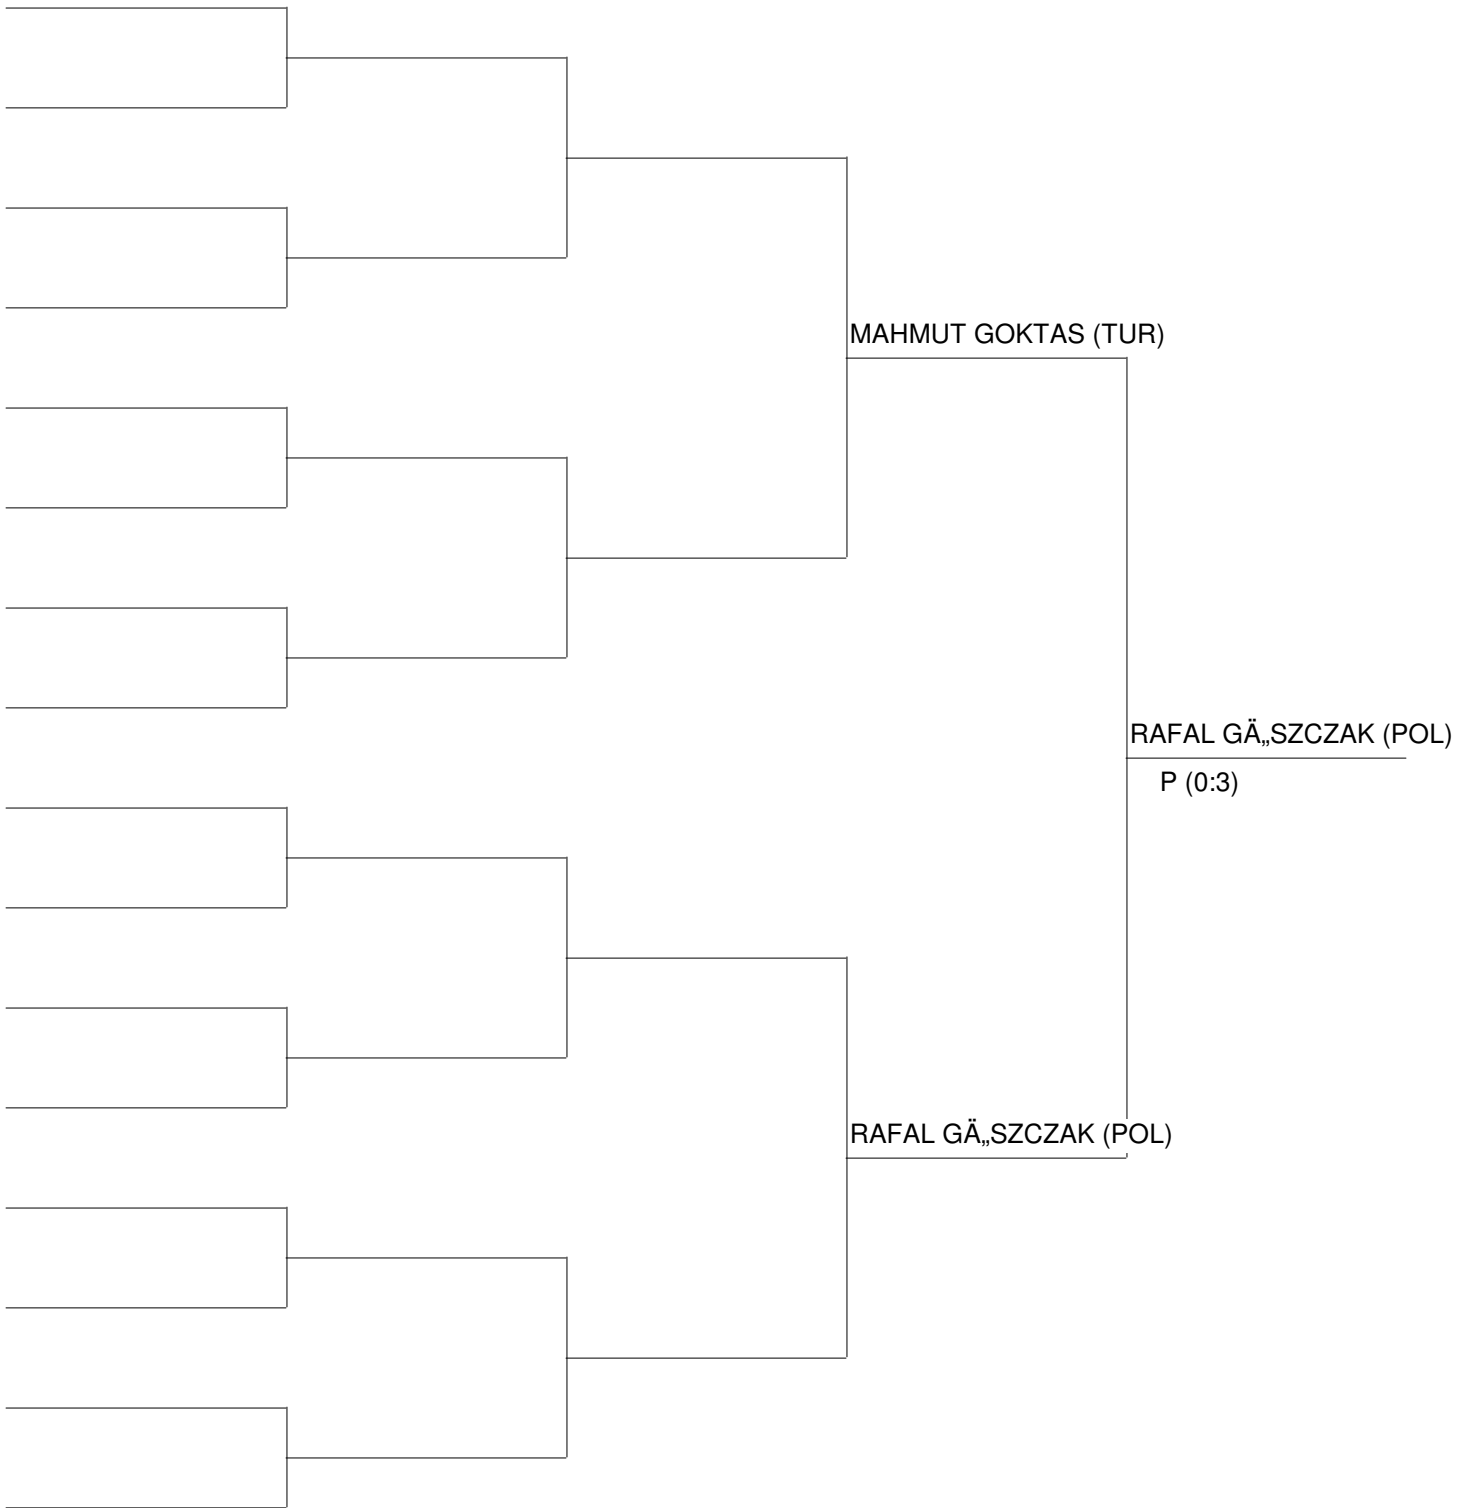 MAHMUT GOKTAS (TUR)
RAFAL GÄ„SZCZAK (POL)
P (0:3)
RAFAL GÄ„SZCZAK (POL)